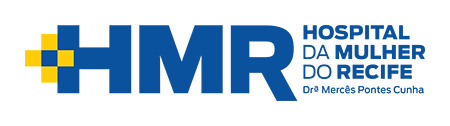 HMR
HOSPITAL
DA MULHER
DO RECIFE
Drª Mercês Pontes Cunha